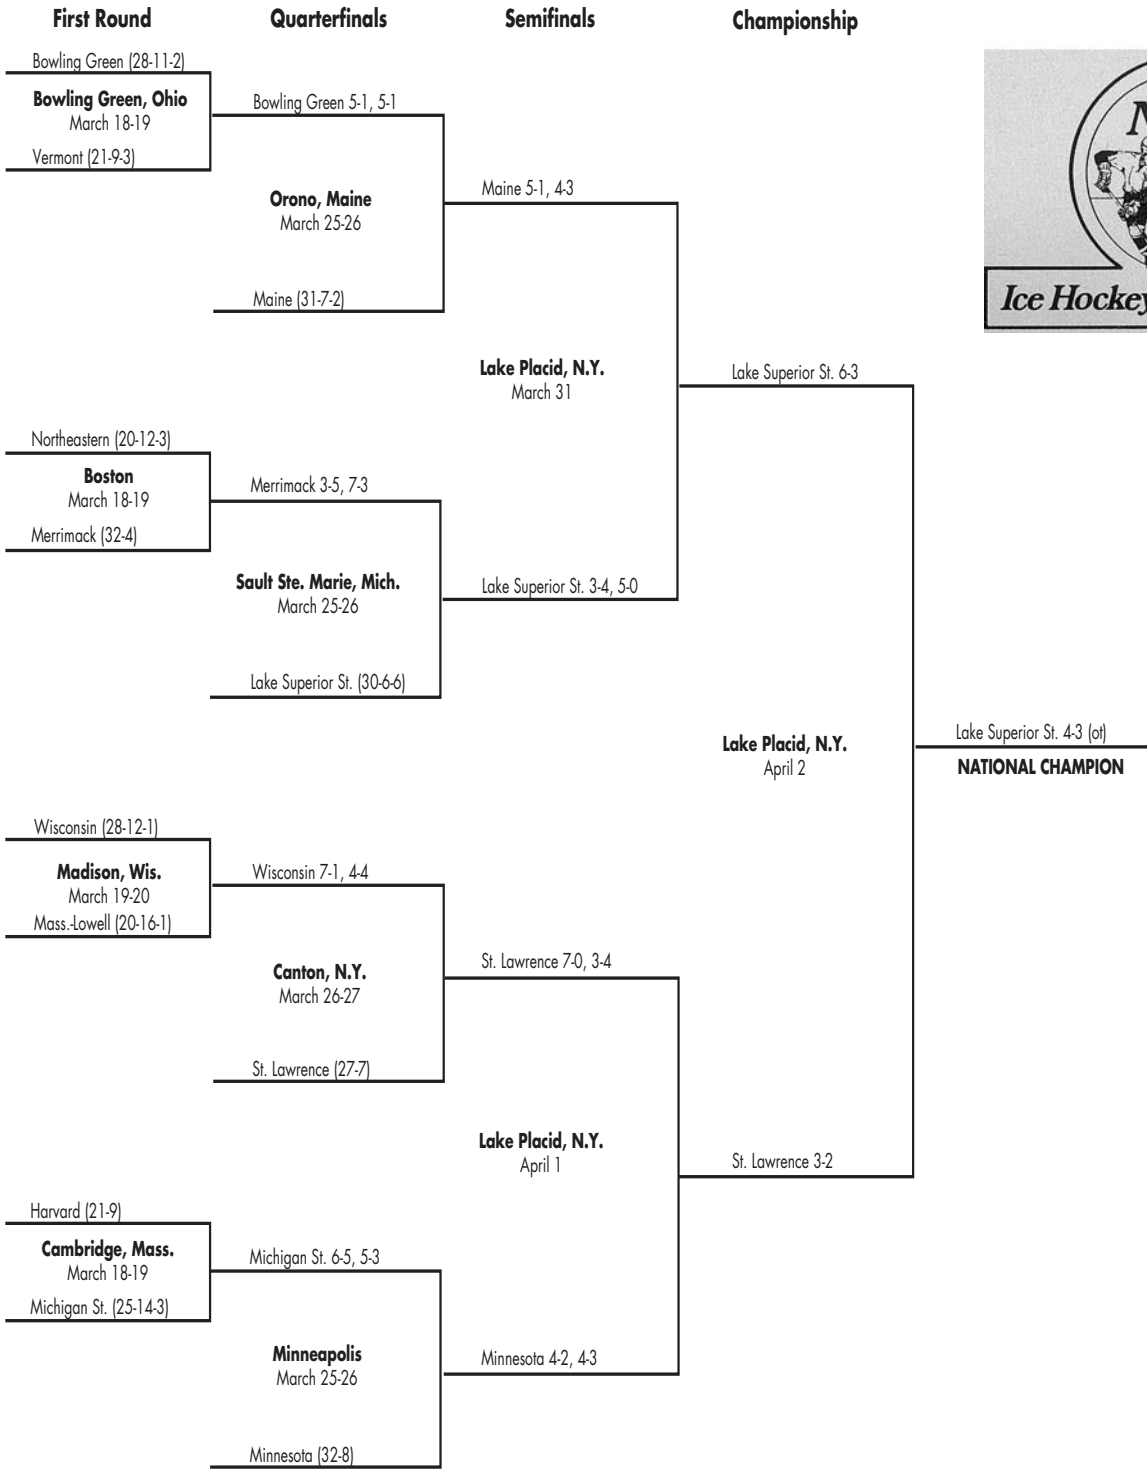 First Round
Quarterfinals
Semifinals
Championship
Bowling Green (28-11-2)
Bowling Green, Ohio
March 18-19
Vermont (21-9-3)
Bowling Green 5-1, 5-1
Orono, Maine
March 25-26
Maine (31-7-2)
Maine 5-1, 4-3
Lake Placid, N.Y.
March 31
Lake Superior St. 6-3
Ice Hockey
Northeastern (20-12-3)
Boston
March 18-19
Merrimack (32-4)
Merrimack 3-5, 7-3
Sault Ste. Marie, Mich.
March 25-26
Lake Superior St. (30-6-6)
Lake Superior St. 3-4, 5-0
Lake Placid, N.Y.
April 2
Lake Superior St. 4-3 (ot)
NATIONAL CHAMPION
Wisconsin (28-12-1)
Madison, Wis.
March 19-20
Mass.-Lowell (20-16-1)
Wisconsin 7-1, 4-4
Canton, N.Y.
March 26-27
St. Lawrence (27-7)
St. Lawrence 7-0, 3-4
Lake Placid, N.Y.
April 1
St. Lawrence 3-2
Harvard (21-9)
Cambridge, Mass.
March 18-19
Michigan St. (25-14-3)
Michigan St. 6-5, 5-3
Minneapolis
March 25-26
Minnesota (32-8)
Minnesota 4-2, 4-3